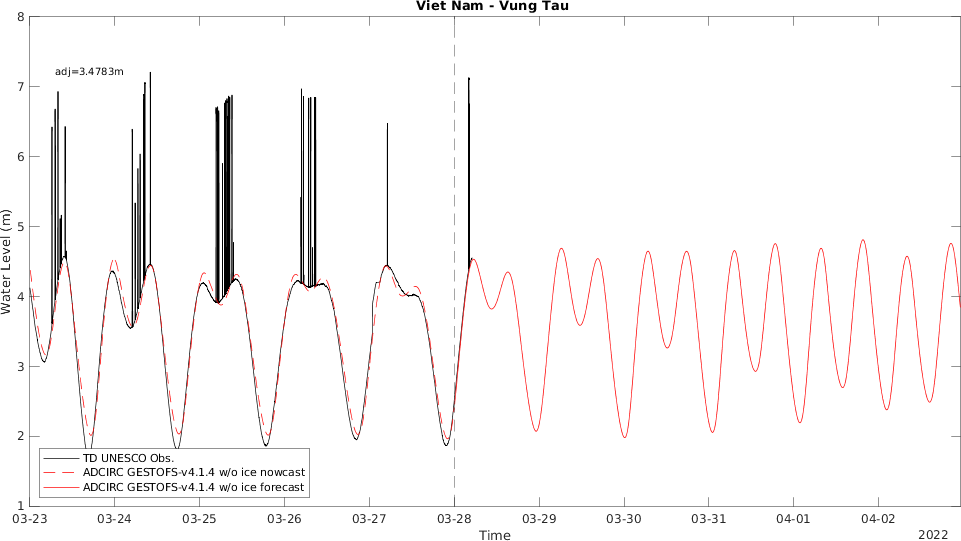 Viet Nam - Vung Tau
8
adj=3.4783m
7
6
5
4
3
2
1
Water Level (m)
TD UNESCO Obs.
ADCIRC GESTOFS-v4.1.4 w/o ice nowcast
ADCIRC GESTOFS-v4.1.4 w/o ice forecast
03-23 03-24 03-25 03-26 03-27 03-28 03-29 03-30 03-31 04-01 04-02
Time
2022